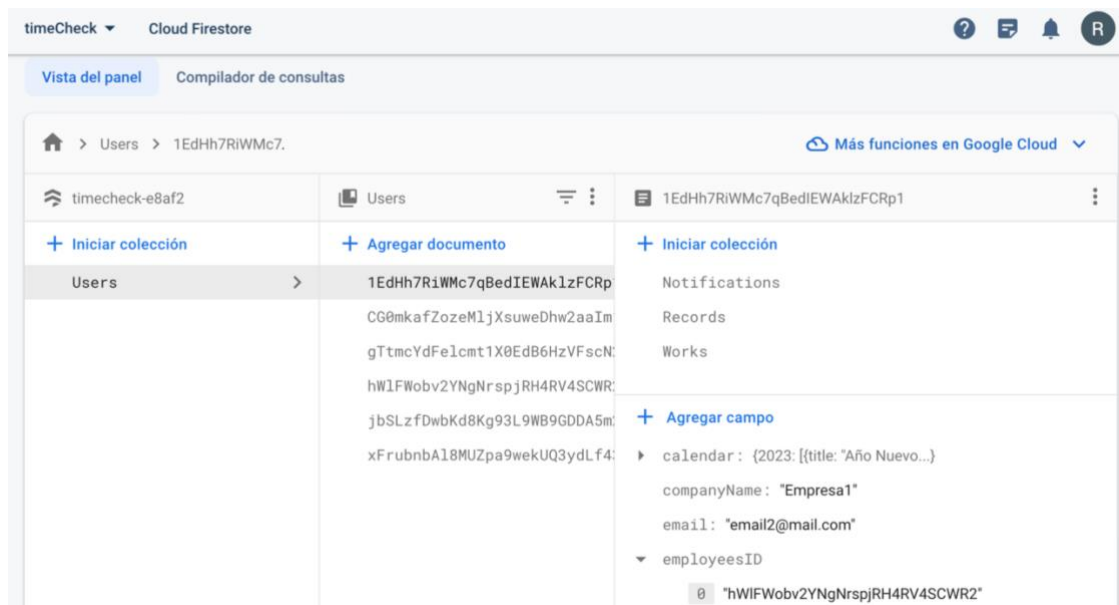 timeCheck Cloud Firestore R
Vista del panel Compilador de consultas
Users 1EdHh7RiWMc7. Más funciones en Google Cloud
timecheck-e8af2 Users 1EdHh7RiWMc7qBedIEWAklzFCRp1
Iniciar colección Agregar documento Iniciar colección
Users 1EdHh7RiWMc7qBedIEWAklzFCRp Notifications
CG0mkafZozeMljXsuweDhw2aaIm Records
gTtmcYdFelcmt1X0EdB6HzVFscN Works
hWlFWobv2YNgNrspjRH4RV4SCWR
jbSLzfDwbKd8Kg93L9WB9GDDA5m Agregar campo
xFrubnbAl8MUZpa9wekUQ3ydLf4 calendar: {2023: [{title: "Año Nuevo...}
companyName: "Empresa1"
email: "email2@mail.com"
employeesID
0 "hWlFWobv2YNgNrspjRH4RV4SCWR2"